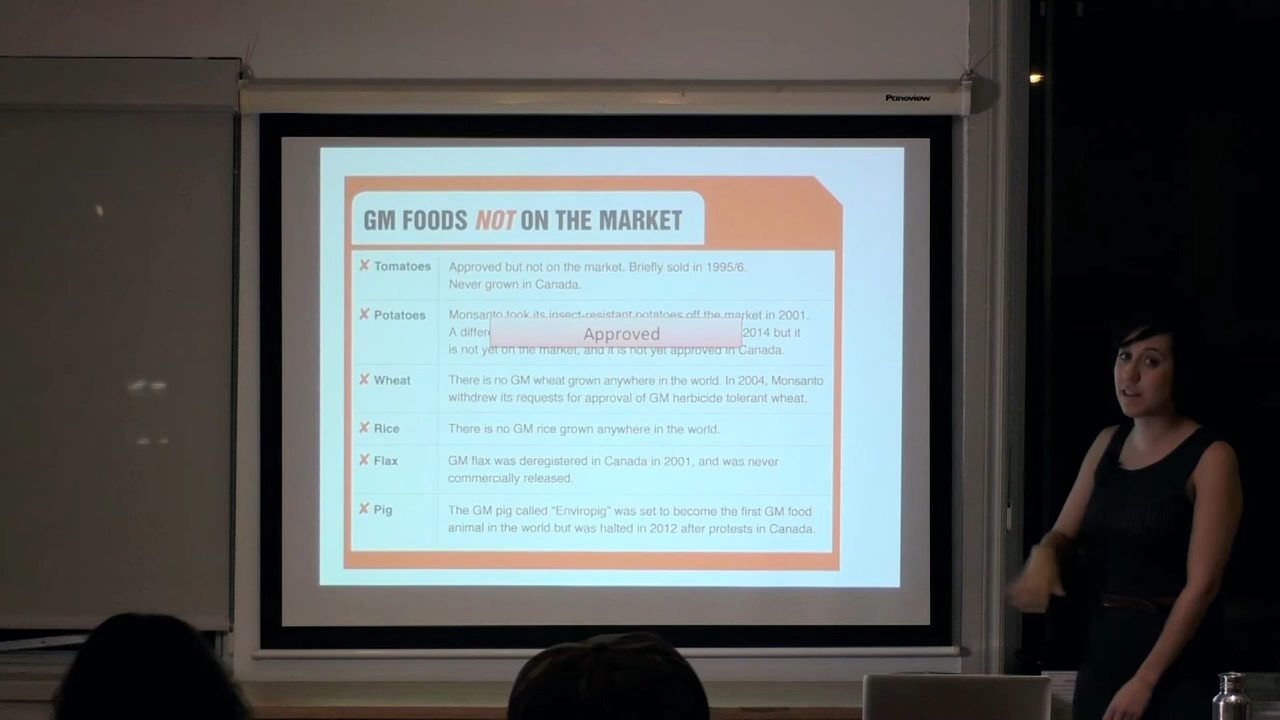 Panoview
GM FOODS NOT ON THE MARKET
✘ Tomatoes
Approved but not on the market. Briefly sold in 1995/6.
Never grown in Canada.
✘ Potatoes
Monsanto took its insect-resistant potatoes off the market in 2001.
A differe
Approved
2014 but it
is not yet on the market, and it is not yet approved in Canada.
✘ Wheat
There is no GM wheat grown anywhere in the world. In 2004, Monsanto
withdrew its requests for approval of GM herbicide tolerant wheat.
✘ Rice
There is no GM rice grown anywhere in the world.
✘ Flax
GM flax was deregistered in Canada in 2001, and was never
commercially released.
✘ Pig
The GM pig called "Enviropig" was set to become the first GM food
animal in the world but was halted in 2012 after protests in Canada.